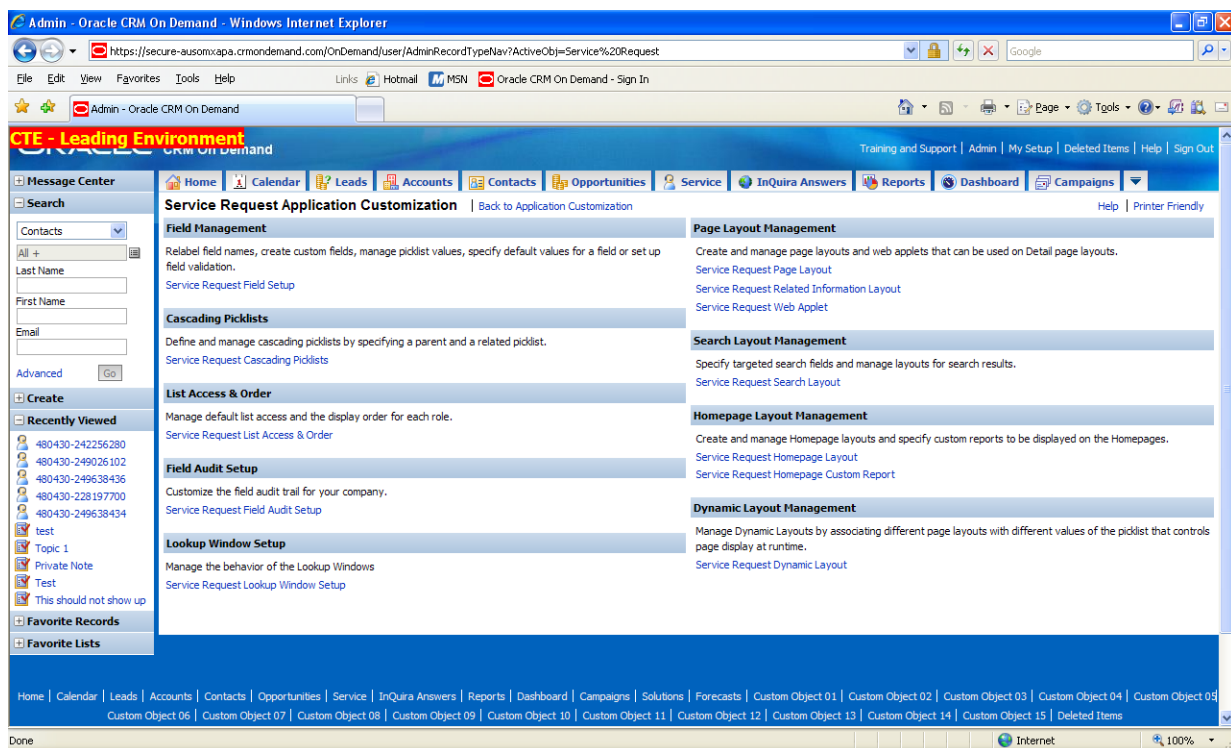 Admin - Oracle CRM On Demand - Windows Internet Explorer
https://secure-ausomxapa.crmondemand.com/OnDemand/user/AdminRecordTypeNav?ActiveObj=Service%20Request
Google
File Edit View Favorites Tools Help
Links Hotmail MSN Oracle CRM On Demand - Sign In
Admin - Oracle CRM On Demand
Page Tools
CTE - Leading Environment
CRM On Demand
Training and Support | Admin | My Setup | Deleted Items | Help | Sign Out
Message Center
Home Calendar Leads Accounts Contacts Opportunities Service InQuira Answers Reports Dashboard Campaigns
Search
Contacts
All +
Last Name
First Name
Email
Advanced Go
Create
Recently Viewed
480430-242256280
480430-249026102
480430-249638436
480430-228197700
480430-249638434
test
Topic 1
Private Note
Test
This should not show up
Favorite Records
Favorite Lists
Service Request Application Customization | Back to Application Customization
Help | Printer Friendly
Field Management
Relabel field names, create custom fields, manage picklist values, specify default values for a field or set up
field validation.
Service Request Field Setup
Cascading Picklists
Define and manage cascading picklists by specifying a parent and a related picklist.
Service Request Cascading Picklists
List Access & Order
Manage default list access and the display order for each role.
Service Request List Access & Order
Field Audit Setup
Customize the field audit trail for your company.
Service Request Field Audit Setup
Lookup Window Setup
Manage the behavior of the Lookup Windows
Service Request Lookup Window Setup
Page Layout Management
Create and manage page layouts and web applets that can be used on Detail page layouts.
Service Request Page Layout
Service Request Related Information Layout
Service Request Web Applet
Search Layout Management
Specify targeted search fields and manage layouts for search results.
Service Request Search Layout
Homepage Layout Management
Create and manage Homepage layouts and specify custom reports to be displayed on the Homepages.
Service Request Homepage Layout
Service Request Homepage Custom Report
Dynamic Layout Management
Manage Dynamic Layouts by associating different page layouts with different values of the picklist that controls
page display at runtime.
Service Request Dynamic Layout
Home | Calendar | Leads | Accounts | Contacts | Opportunities | Service | InQuira Answers | Reports | Dashboard | Campaigns | Solutions | Forecasts | Custom Object 01 | Custom Object 02 | Custom Object 03 | Custom Object 04 | Custom Object 05
Custom Object 06 | Custom Object 07 | Custom Object 08 | Custom Object 09 | Custom Object 10 | Custom Object 11 | Custom Object 12 | Custom Object 13 | Custom Object 14 | Custom Object 15 | Deleted Items
Done
Internet
100%